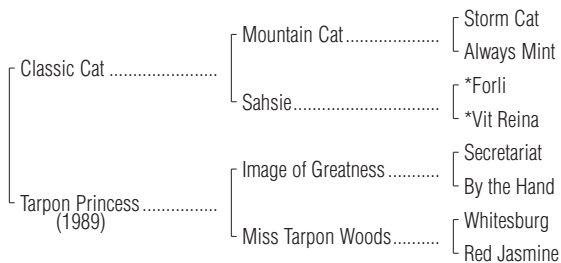 Storm Cat
Mountain Cat....................
Always Mint
Classic Cat .......................
*Forli
Sahsie...............................
*Vit Reina
Secretariat
Image of Greatness ...........
By the Hand
Tarpon Princess................
(1989)
Whitesburg
Miss Tarpon Woods..........
Red Jasmine